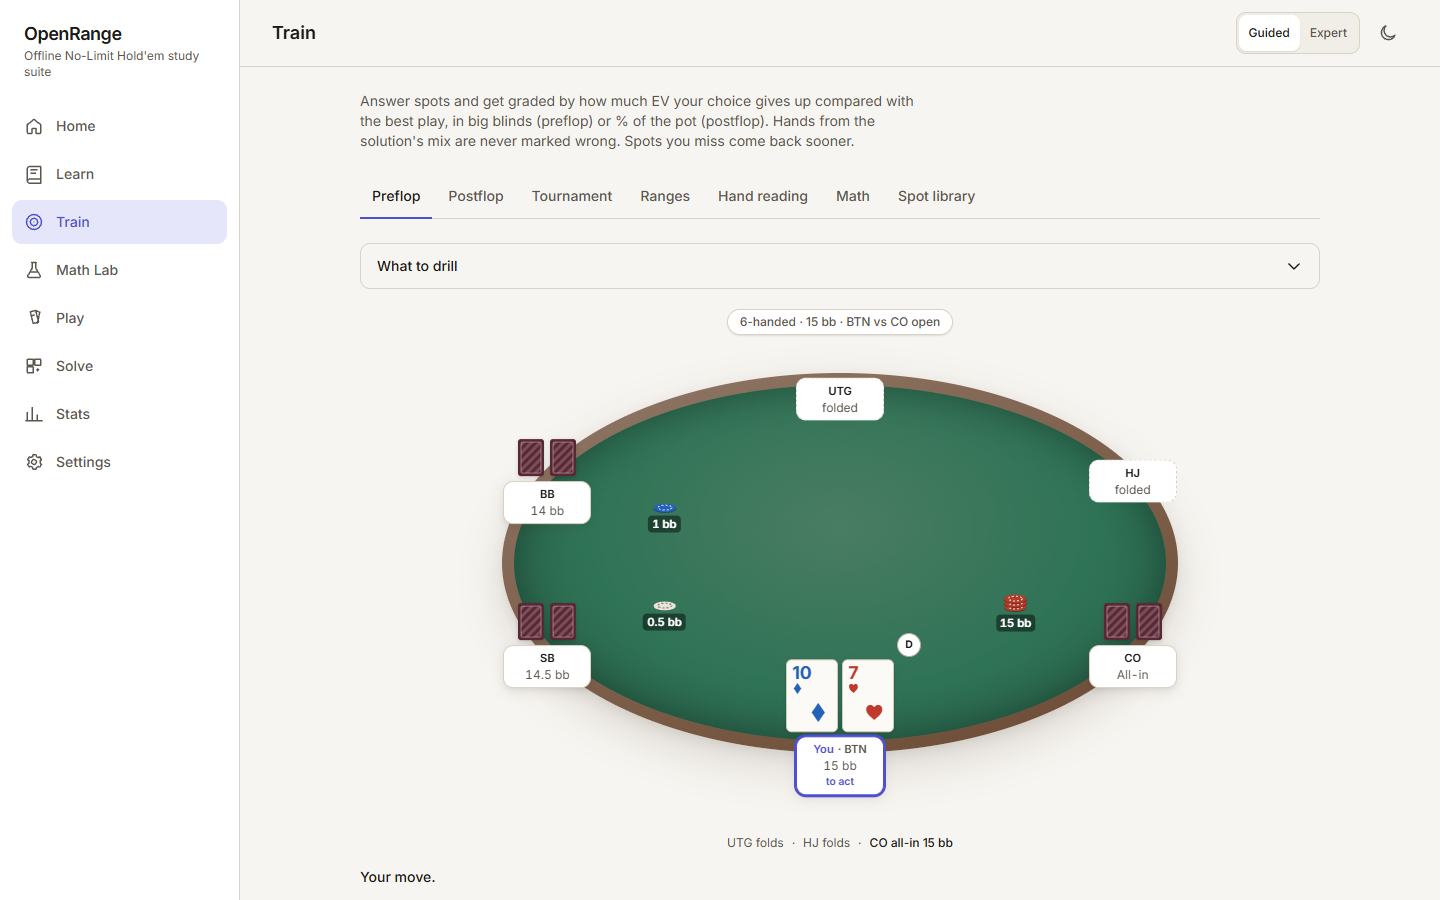 OpenRange
Offline No-Limit Hold'em study
suite
Home
Learn
Train
Math Lab
Play
Solve
Stats
Settings
Train
Guided
Expert
Answer spots and get graded by how much EV your choice gives up compared with
the best play, in big blinds (preflop) or % of the pot (postflop). Hands from the
solution's mix are never marked wrong. Spots you miss come back sooner.
Preflop
Postflop
Tournament
Ranges
Hand reading
Math
Spot library
What to drill
6-handed · 15 bb · BTN vs CO open
UTG
folded
HJ
folded
BB
14 bb
1 bb
0.5 bb
15 bb
SB
14.5 bb
D
CO
All-in
10
7
You · BTN
15 bb
to act
UTG folds · HJ folds · CO all-in 15 bb
Your move.